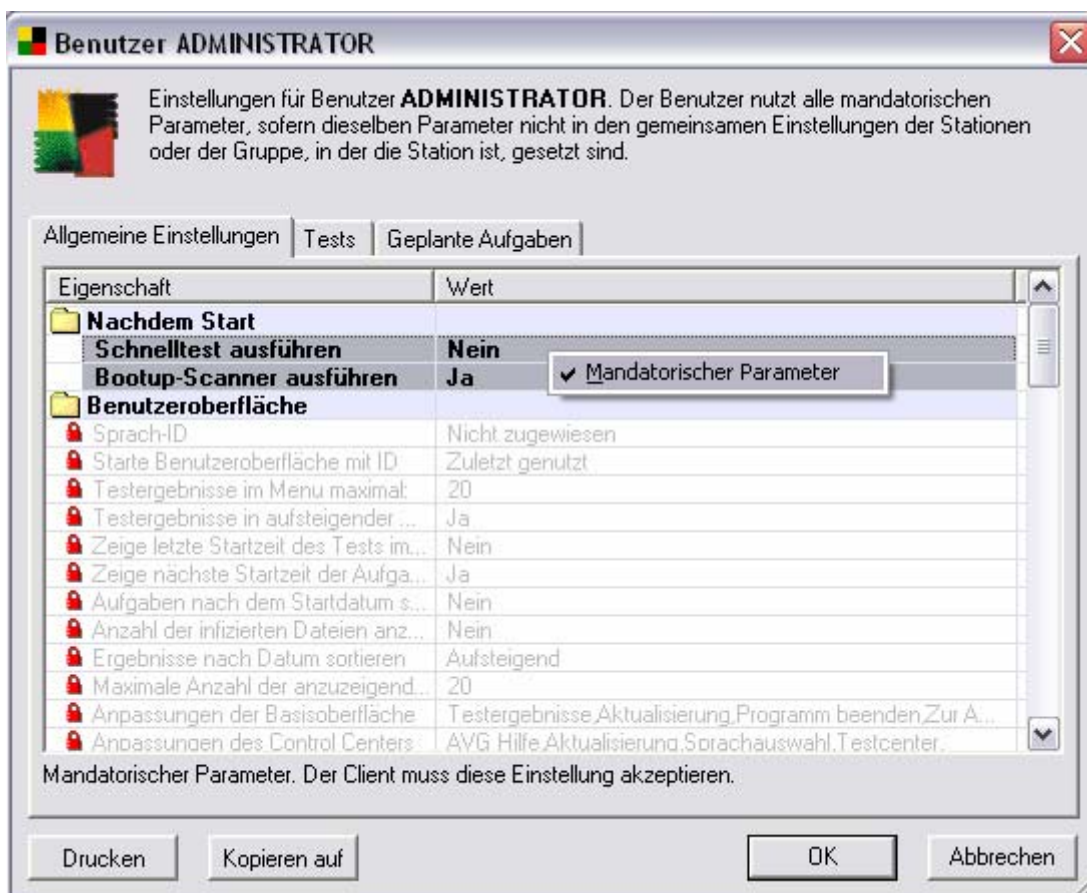 Benutzer ADMINISTRATOR
Einstellungen für Benutzer ADMINISTRATOR. Der Benutzer nutzt alle mandatorischen
Parameter, sofern dieselben Parameter nicht in den gemeinsamen Einstellungen der Stationen
oder der Gruppe, in der die Station ist, gesetzt sind.
Allgemeine Einstellungen Tests Geplante Aufgaben
Eigenschaft Wert
Nachdem Start
Schnelltest ausführen Nein
Mandatorischer Parameter
Bootup-Scanner ausführen Ja
Benutzeroberfläche
Sprach-ID Nicht zugewiesen
Starte Benutzeroberfläche mit ID Zuletzt genutzt
Testergebnisse im Menu maximal: 20
Testergebnisse in aufsteigender ... Ja
Zeige letzte Startzeit des Tests im... Nein
Zeige nächste Startzeit der Aufga... Ja
Aufgaben nach dem Startdatum s... Nein
Anzahl der infizierten Dateien anz... Nein
Ergebnisse nach Datum sortieren Aufsteigend
Maximale Anzahl der anzuzeigend... 20
Anpassungen der Basisoberfläche Testergebnisse,Aktualisierung,Programm beenden,Zur A...
Anpassungen des Control Centers AVG Hilfe,Aktualisierung,Sprachauswahl,Testcenter,
Mandatorischer Parameter. Der Client muss diese Einstellung akzeptieren.
Drucken Kopieren auf OK Abbrechen